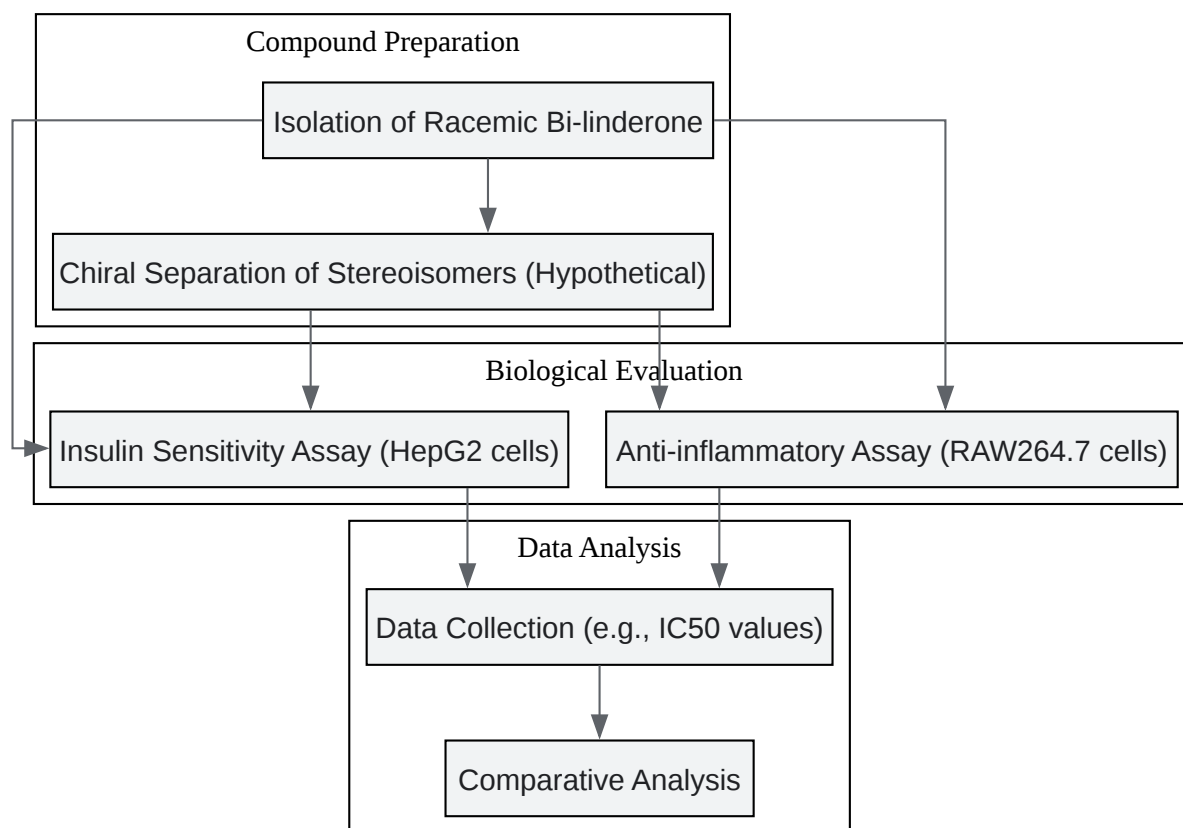 Compound Preparation
Isolation of Racemic Bi-linderone
Chiral Separation of Stereoisomers (Hypothetical)
Biological Evaluation
Insulin Sensitivity Assay (HepG2 cells)
Anti-inflammatory Assay (RAW264.7 cells)
Data Analysis
Data Collection (e.g., IC50 values)
Comparative Analysis